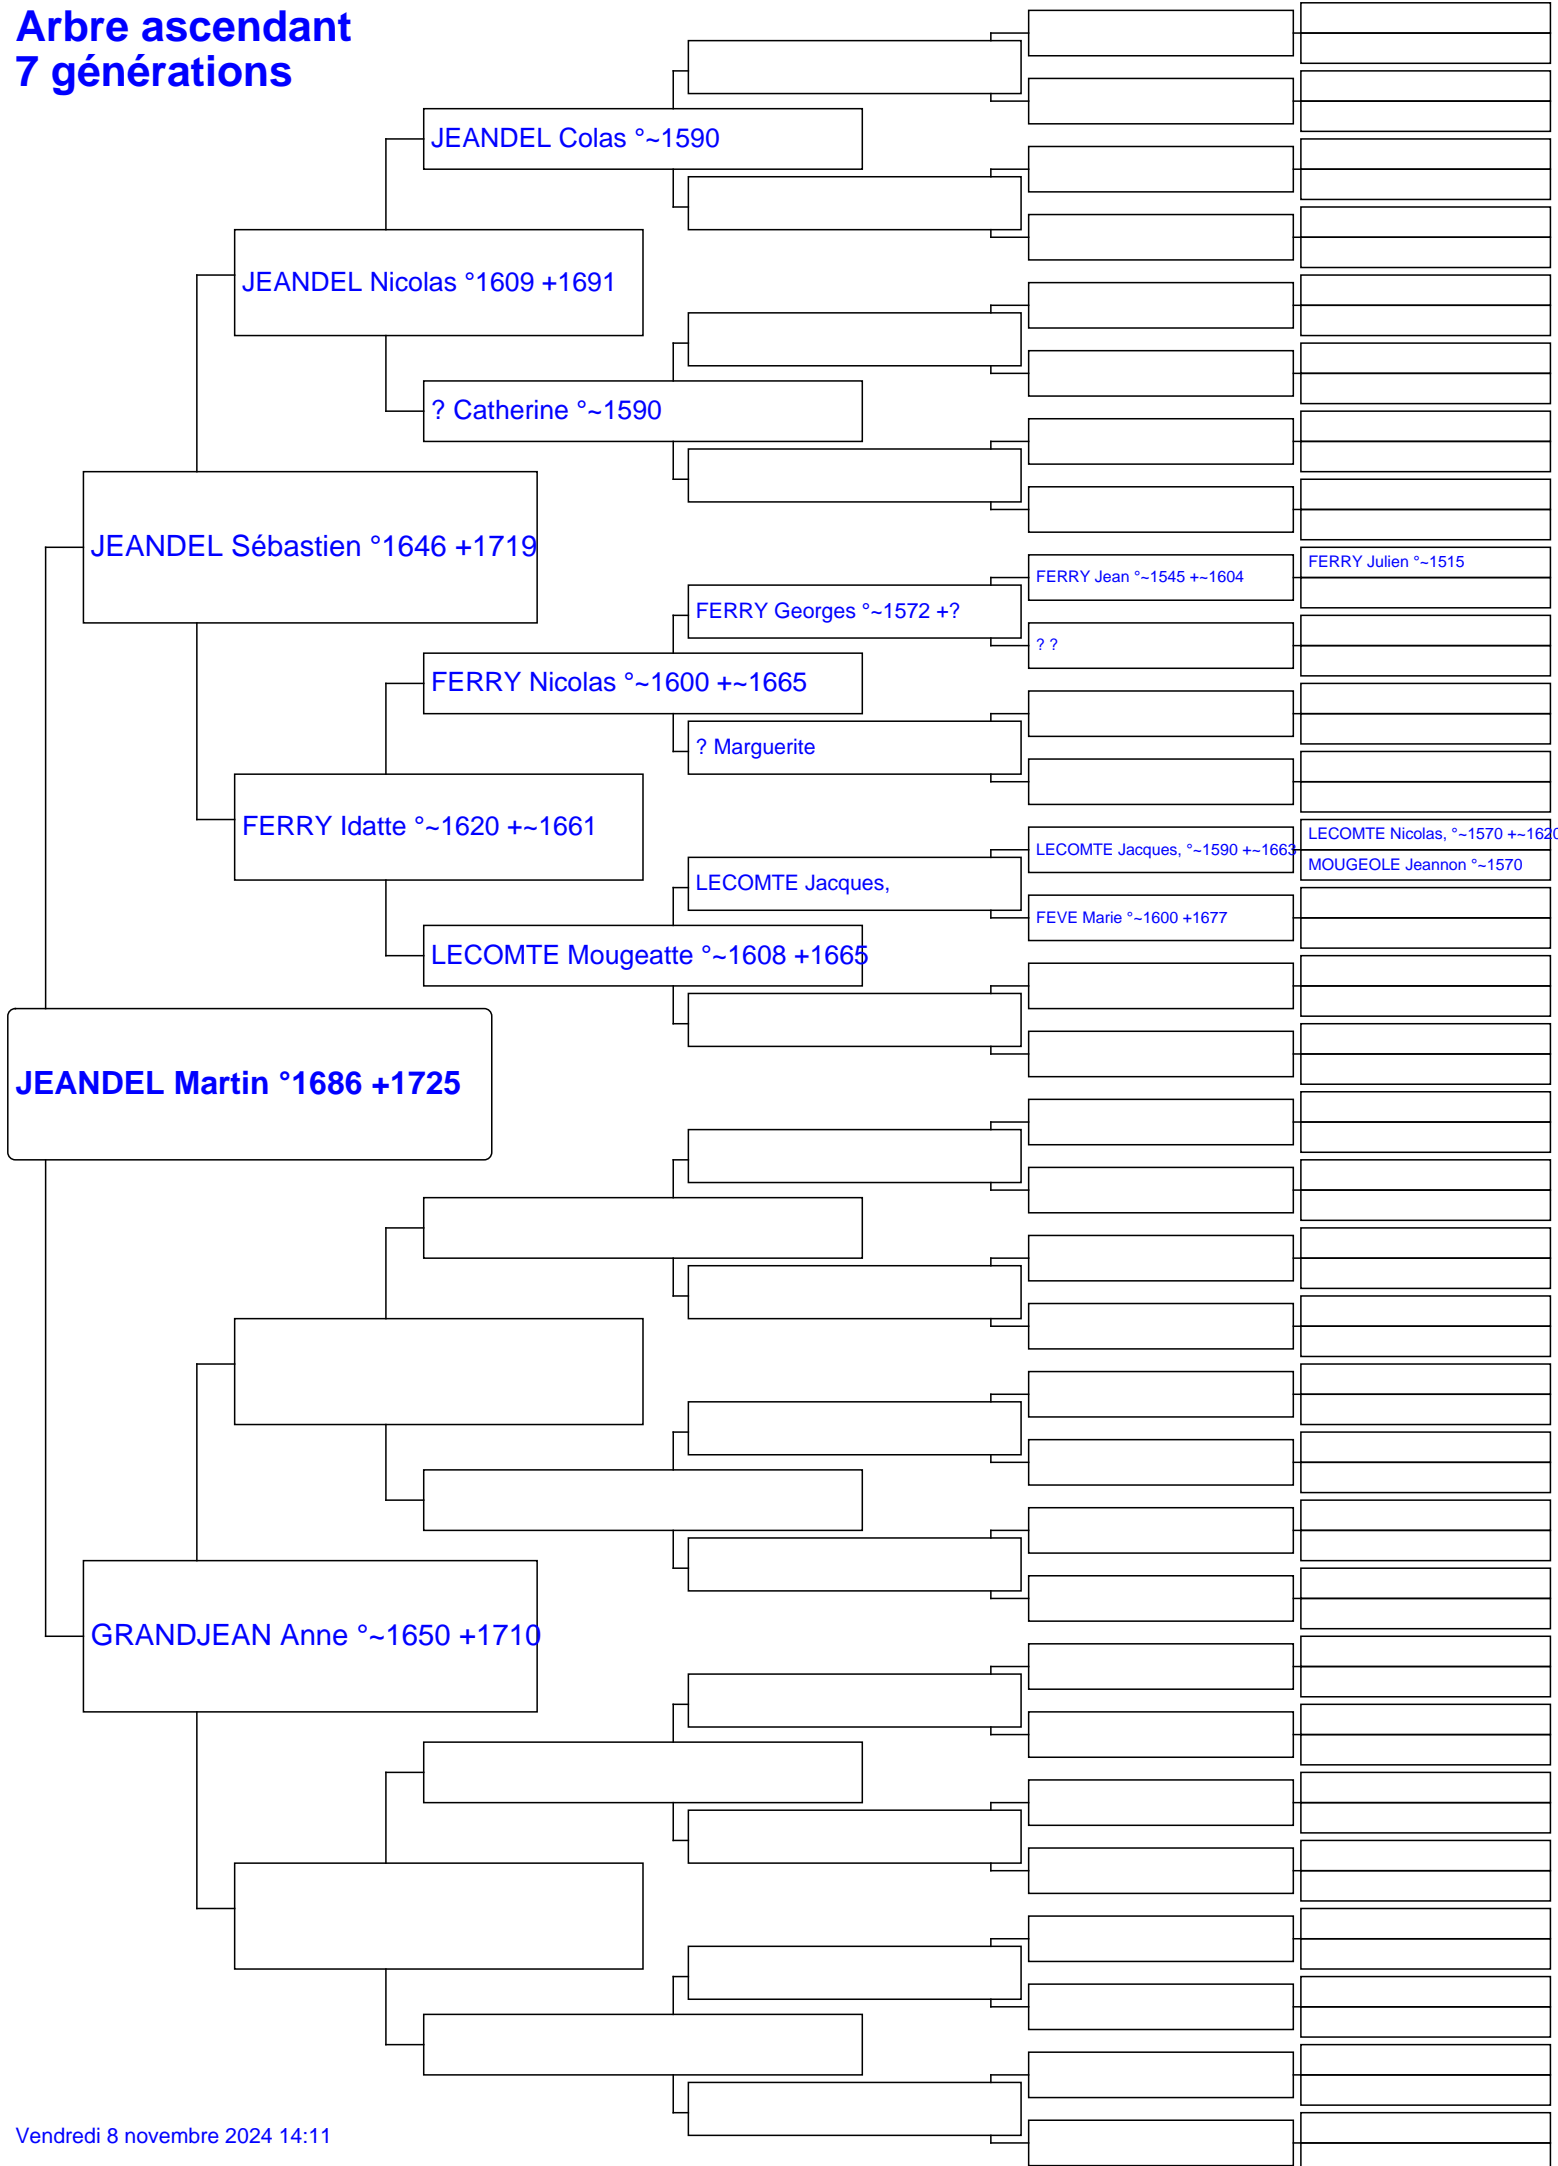 Arbre ascendant
7 générations
JEANDEL Colas °~1590
JEANDEL Nicolas °1609 +1691
? Catherine °~1590
JEANDEL Sébastien °1646 +1719
FERRY Julien °~1515
FERRY Jean °~1545 +~1604
FERRY Georges °~1572 +?
? ?
FERRY Nicolas °~1600 +~1665
? Marguerite
FERRY Idatte °~1620 +~1661
LECOMTE Nicolas, °~1570 +~1620
LECOMTE Jacques, °~1590 +~1663
MOUGEOLE Jeannon °~1570
LECOMTE Jacques,
FEVE Marie °~1600 +1677
LECOMTE Mougeatte °~1608 +1665
JEANDEL Martin °1686 +1725
GRANDJEAN Anne °~1650 +1710
Vendredi 8 novembre 2024 14:11